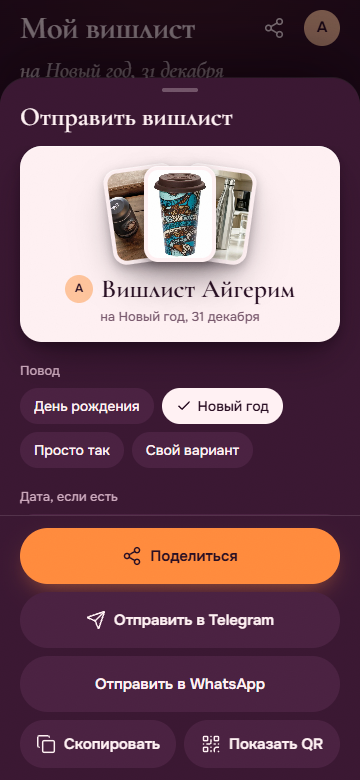 Мой вишлист
A
на Новый год, 31 декабря
Отправить вишлист
A Вишлист Айгерим
на Новый год, 31 декабря
Повод
День рождения
Новый год
Просто так
Свой вариант
Дата, если есть
Поделиться
Отправить в Telegram
Отправить в WhatsApp
Скопировать
Показать QR